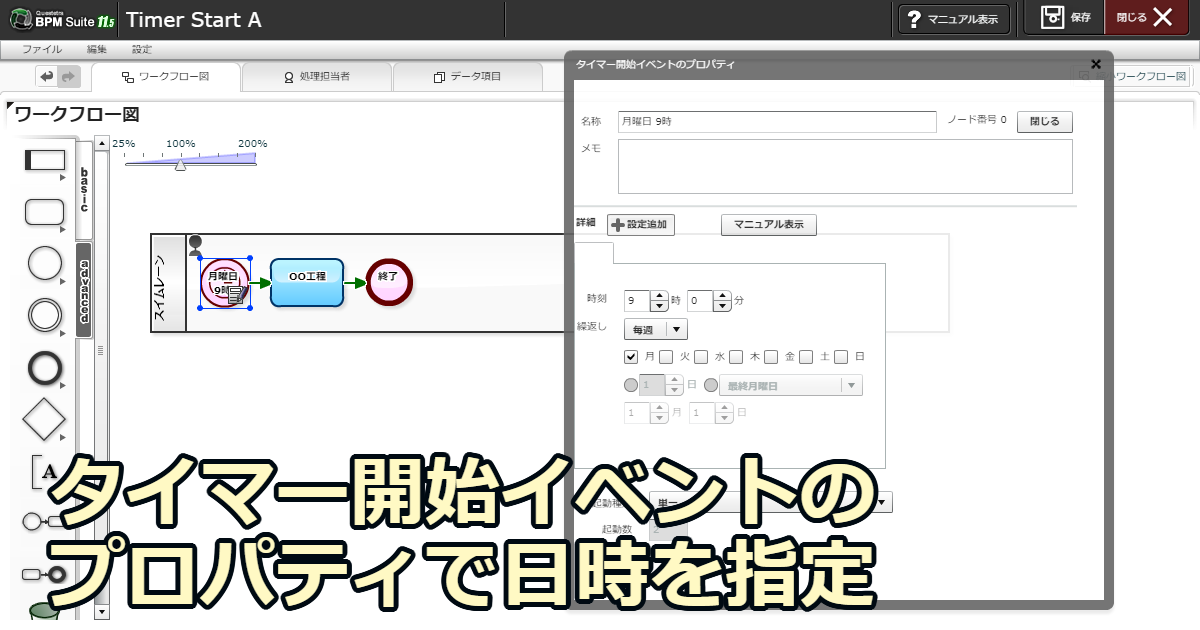 Questetra
BPM Suite 11.5
Timer Start A
? マニュアル表示
保存
閉じる
ファイル 編集 設定
ワークフロー図
処理担当者
データ項目
ワークフロー図
ワークフロー図
25% 100% 200%
basic
advanced
スイムレーン
月曜日
9時
〇〇工程
終了
A
タイマー開始イベントのプロパティ
名称 月曜日 9時 ノード番号 0 閉じる
メモ
詳細 設定追加 マニュアル表示
時刻 9 時 0 分
繰返し 毎週
月 火 水 木 金 土 日
1 日 最終月曜日
1 月 1 日
単一
起動数 2
タイマー開始イベントの
プロパティで日時を指定